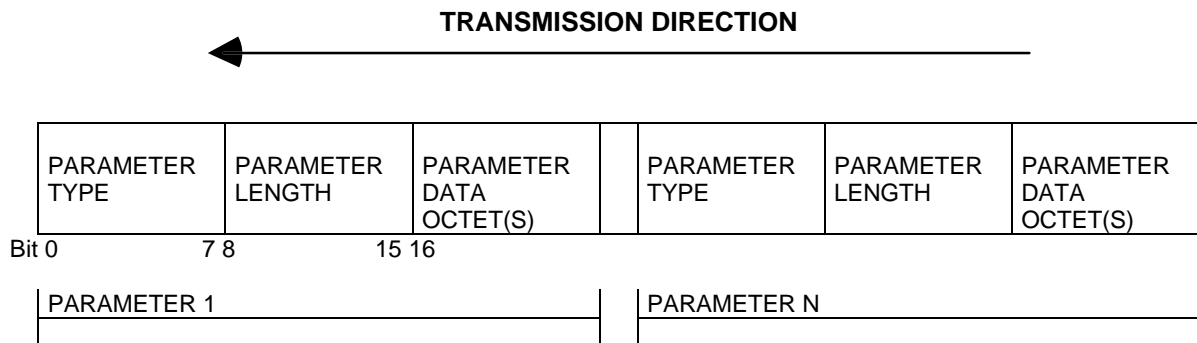 TRANSMISSION DIRECTION
PARAMETER TYPE
PARAMETER LENGTH
PARAMETER DATA OCTET(S)
PARAMETER TYPE
PARAMETER LENGTH
PARAMETER DATA OCTET(S)
Bit 0 7 8 15 16
PARAMETER 1 PARAMETER N